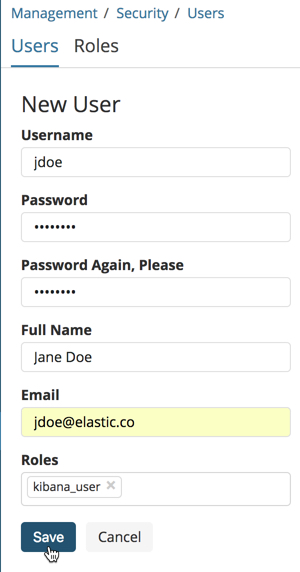 Management / Security / Users
Users Roles
New User
Username
jdoe
Password
••••••••
Password Again, Please
••••••••
Full Name
Jane Doe
Email
jdoe@elastic.co
Roles
kibana_user ×
Save Cancel